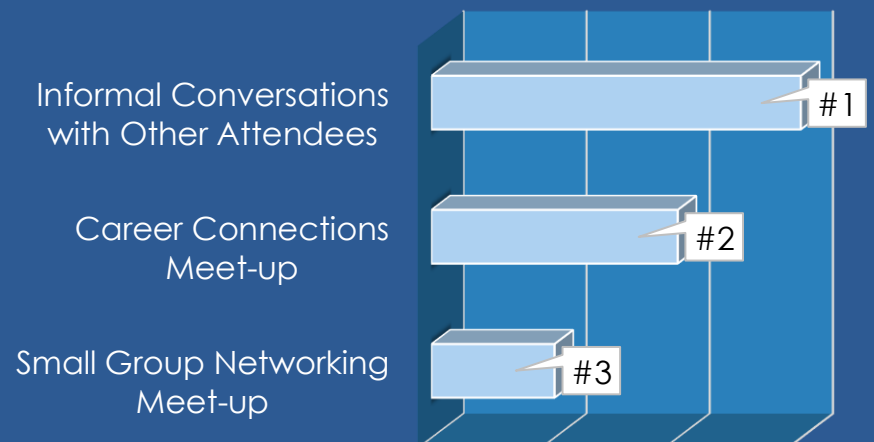 Informal Conversations
with Other Attendees
#1
Career Connections
Meet-up
#2
Small Group Networking
Meet-up
#3